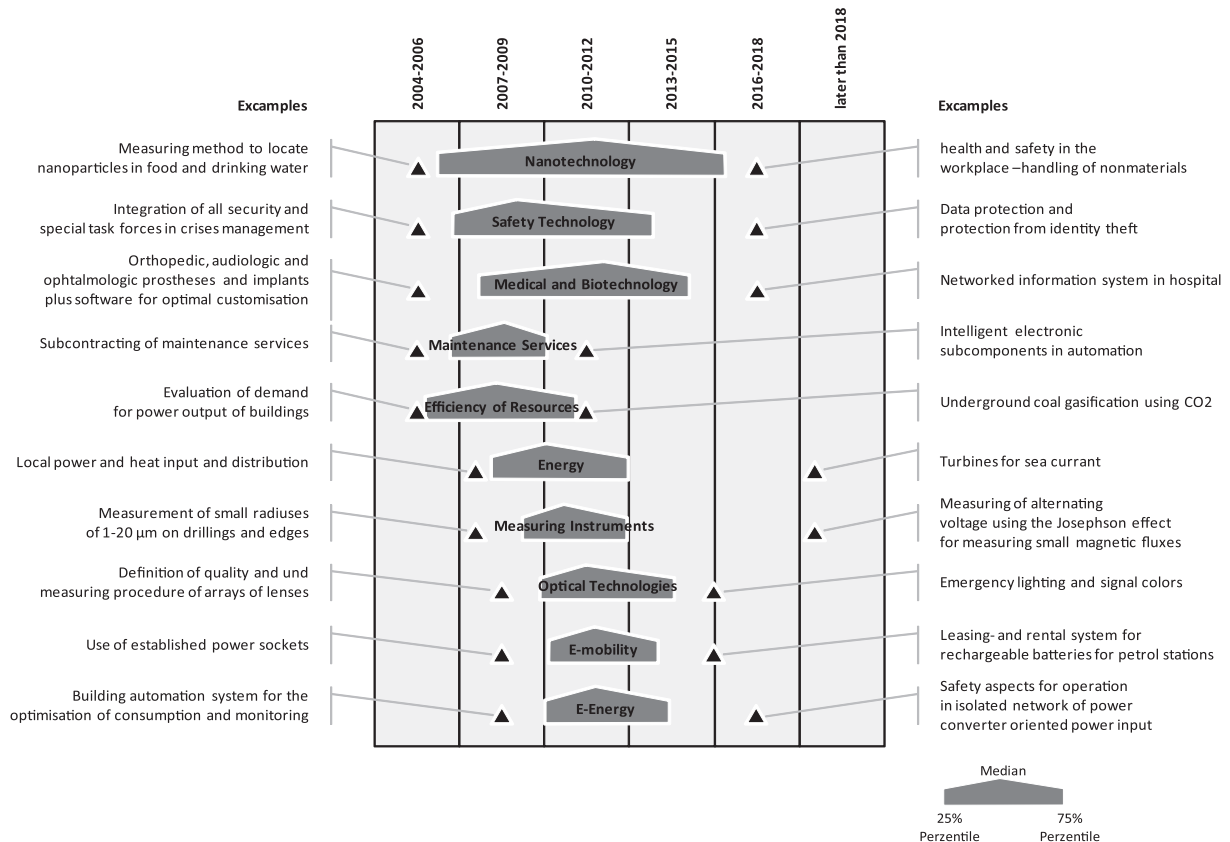 2004-2006
2007-2009
2010-2012
2013-2015
2016-2018
later than 2018
Excamples
Excamples
Measuring method to locate
nanoparticles in food and drinking water
Nanotechnology
health and safety in the
workplace –handling of nonmaterials
Integration of all security and
special task forces in crises management
Safety Technology
Data protection and
protection from identity theft
Orthopedic, audiologic and
ophtalmologic prostheses and implants
plus software for optimal customisation
Medical and Biotechnology
Networked information system in hospital
Subcontracting of maintenance services
Maintenance Services
Intelligent electronic
subcomponents in automation
Evaluation of demand
for power output of buildings
Efficiency of Resources
Underground coal gasification using CO2
Local power and heat input and distribution
Energy
Turbines for sea currant
Measurement of small radiuses
of 1-20 µm on drillings and edges
Measuring Instruments
Measuring of alternating
voltage using the Josephson effect
for measuring small magnetic fluxes
Definition of quality and und
measuring procedure of arrays of lenses
Optical Technologies
Emergency lighting and signal colors
Use of established power sockets
E-mobility
Leasing- and rental system for
rechargeable batteries for petrol stations
Building automation system for the
optimisation of consumption and monitoring
E-Energy
Safety aspects for operation
in isolated network of power
converter oriented power input
Median
25%
Perzentile
75%
Perzentile